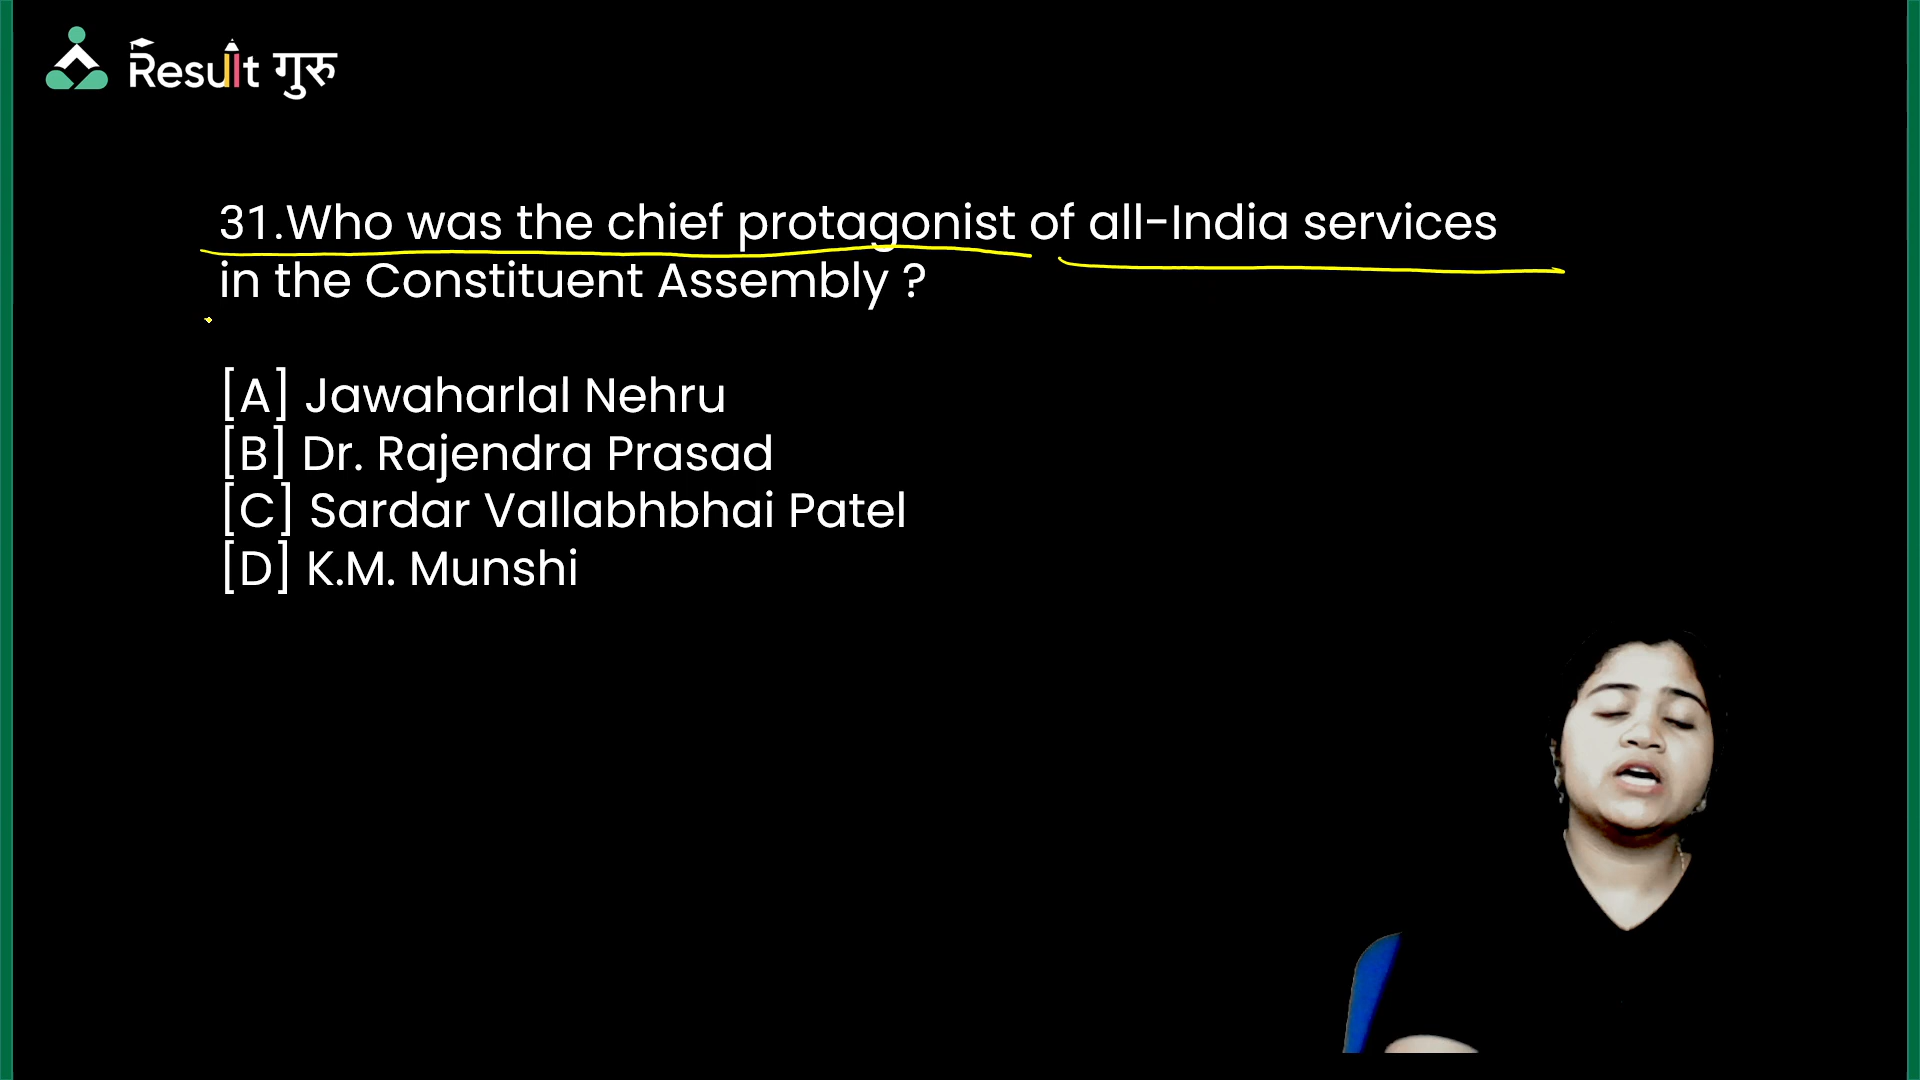 Result गुरु
31.Who was the chief protagonist of all-India services
in the Constituent Assembly ?
[A] Jawaharlal Nehru
[B] Dr. Rajendra Prasad
[C] Sardar Vallabhbhai Patel
[D] K.M. Munshi